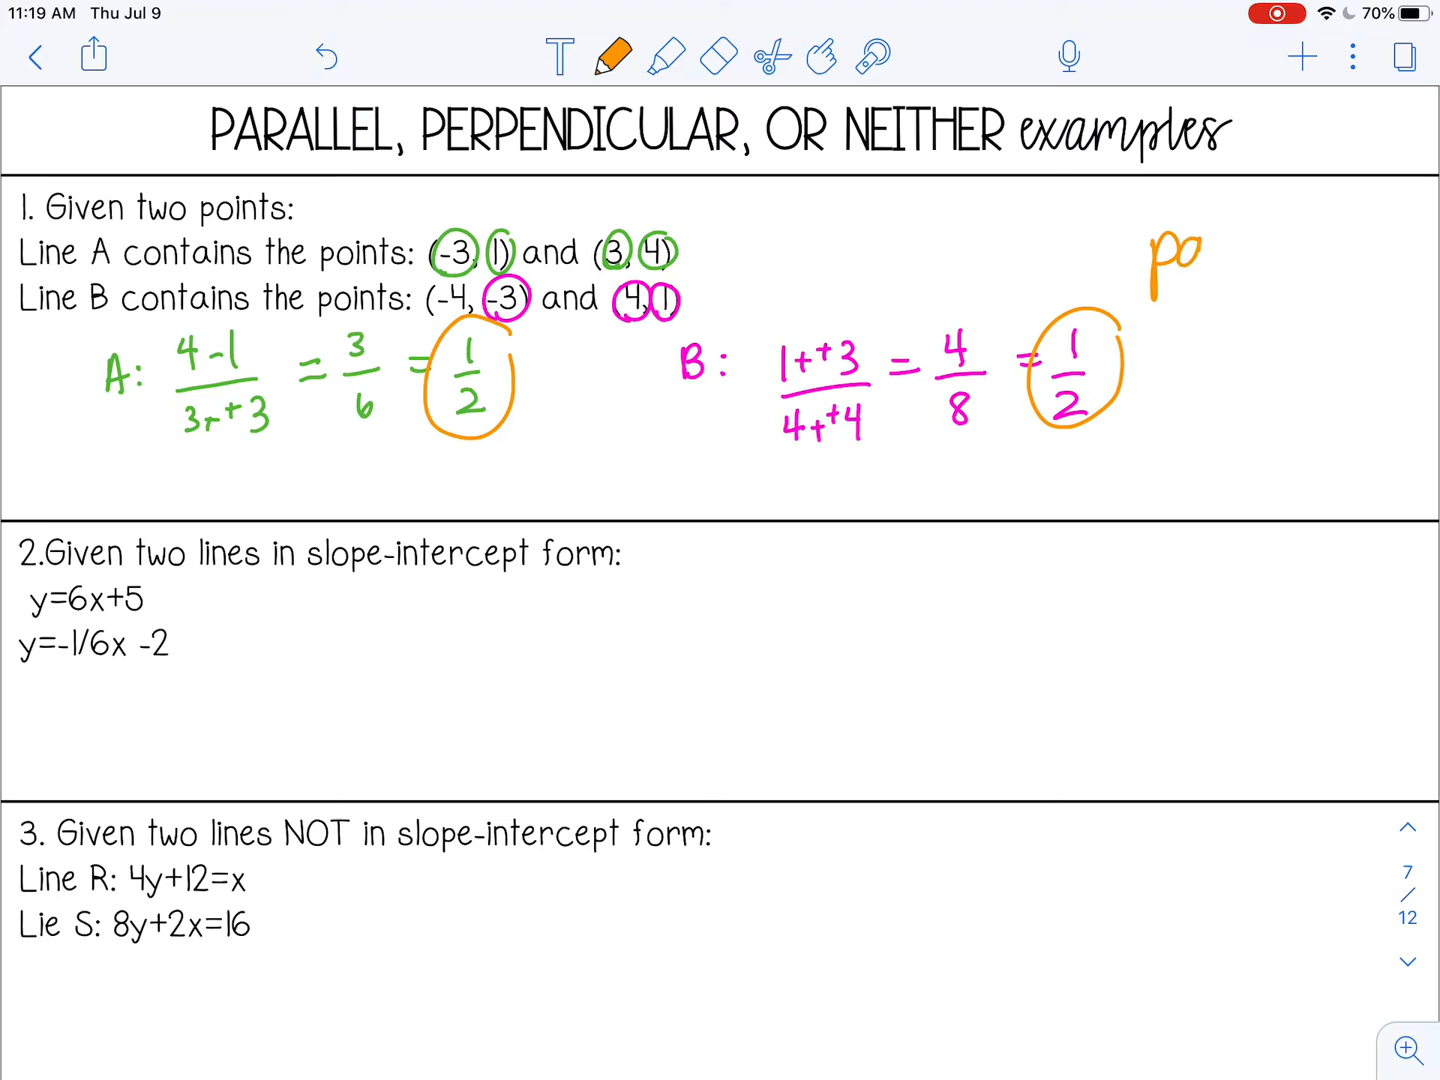 11:19 AM Thu Jul 9 70%
PARALLEL, PERPENDICULAR, OR NEITHER examples
1. Given two points:
Line A contains the points: (-3, 1) and (3, 4)
Line B contains the points: (-4, -3) and (4, 1)
pa
A: 4-1/3++3 = 3/6 = 1/2
B: 1++3/4++4 = 4/8 = 1/2
2.Given two lines in slope-intercept form:
y=6x+5
y=-1/6x -2
3. Given two lines NOT in slope-intercept form:
Line R: 4y+12=x
Lie S: 8y+2x=16
7
/
12